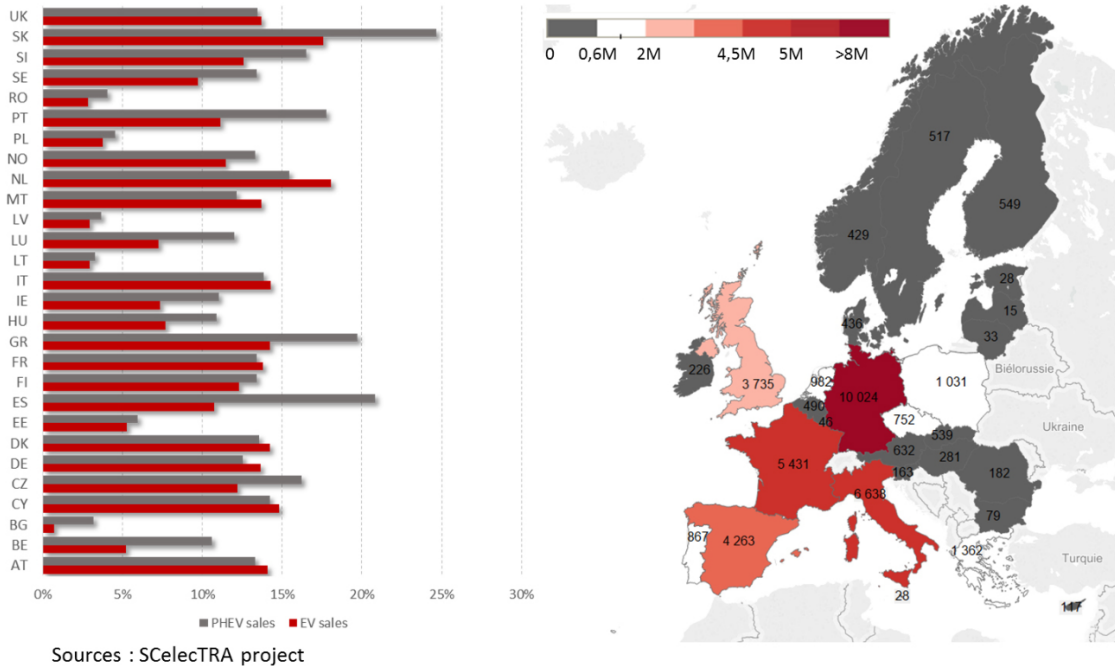 UK
SK
SI
SE
RO
PT
PL
NO
NL
MT
LV
LU
LT
IT
IE
HU
GR
FR
FI
ES
EE
DK
DE
CZ
CY
BG
BE
AT
0% 5% 10% 15% 20% 25% 30%
PHEV sales EV sales
Sources : SCelecTRA project
0 0,6M 2M 4,5M 5M >8M
517
549
429
28
15
33
436
226
3 735
982
10 024
1 031
Biélorussie
490
46
752
Ukraine
539
632
281
5 431
163
182
6 638
79
867
4 263
1 362
Turquie
28
117